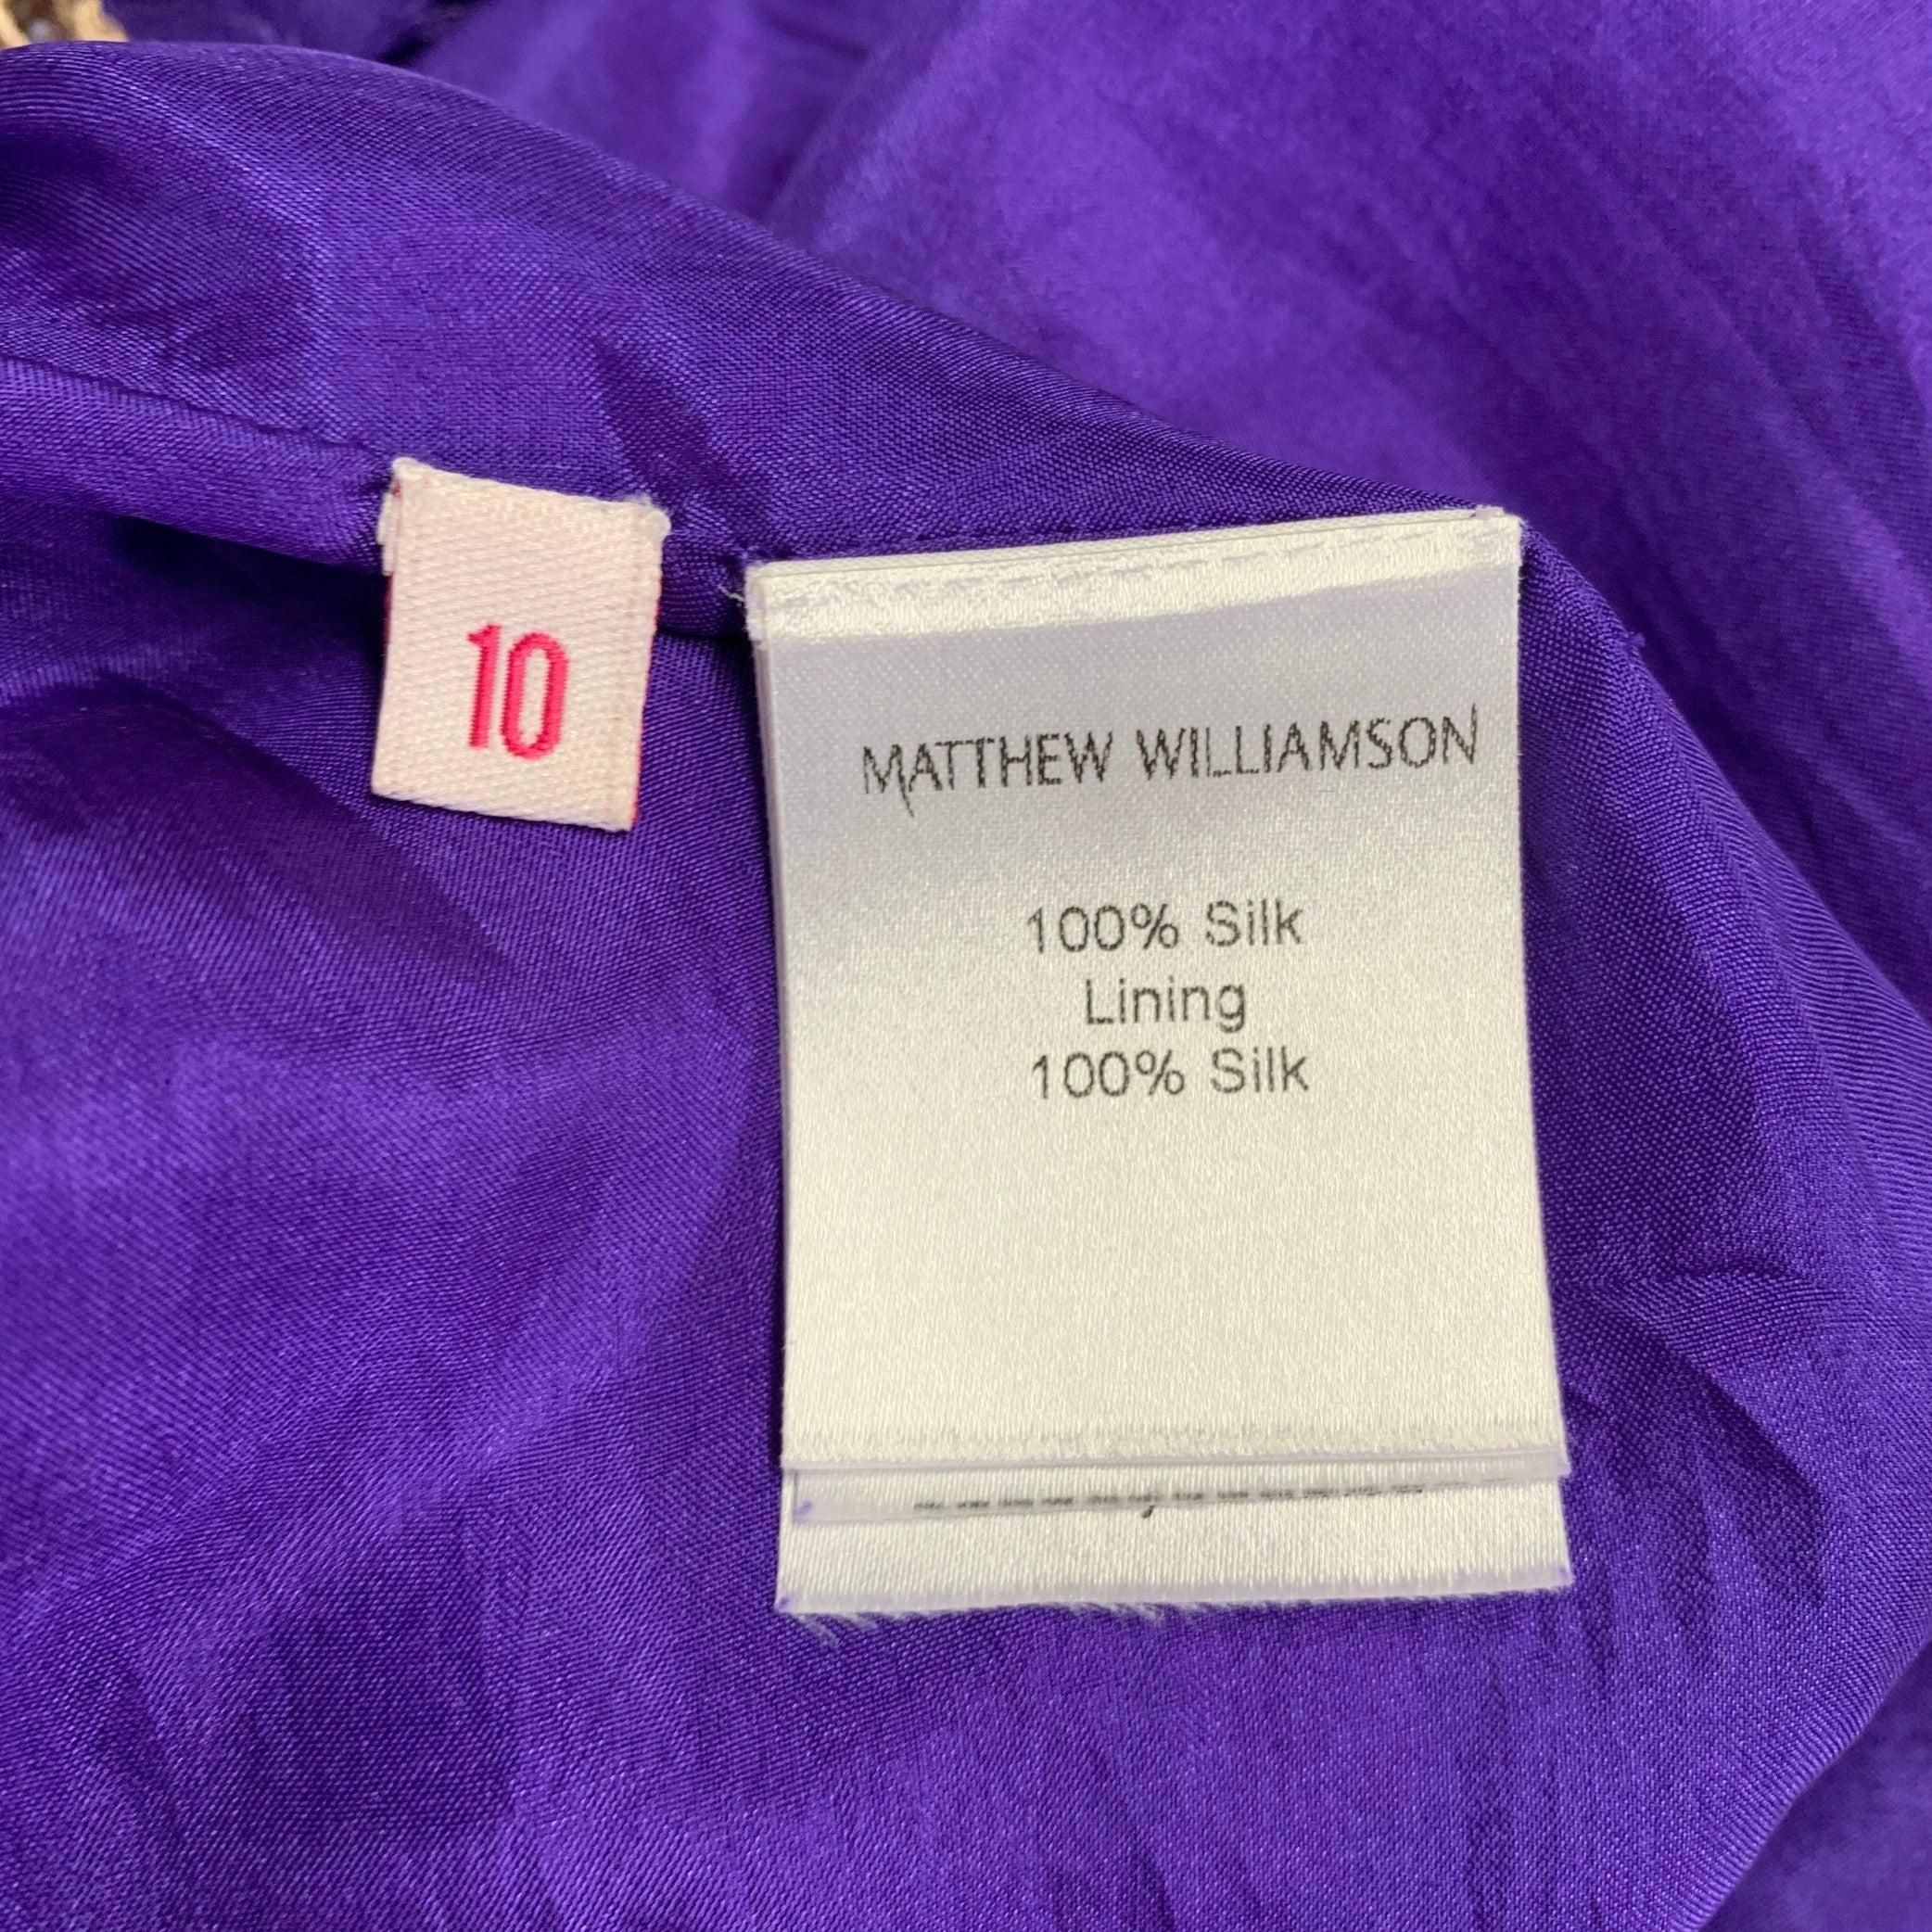 10
MATTHEW WILLIAMSON
100% Silk
Lining
100% Silk